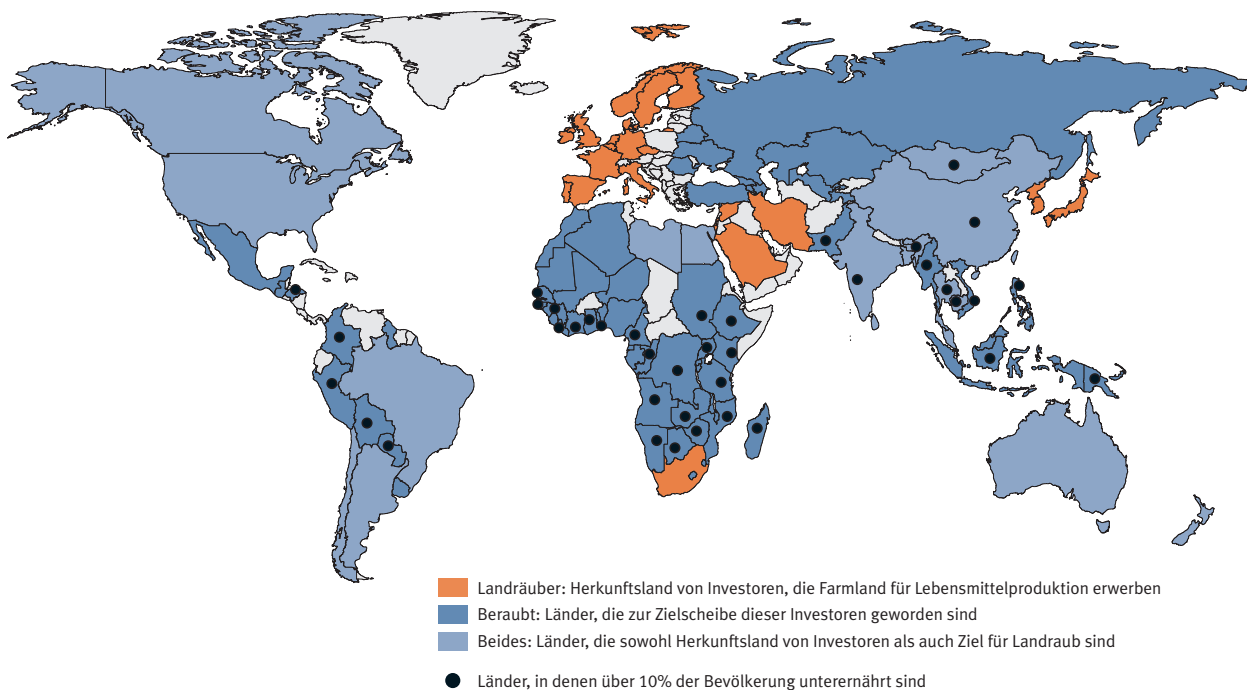 Landräuber: Herkunftsland von Investoren, die Farmland für Lebensmittelproduktion erwerben
Beraubt: Länder, die zur Zielscheibe dieser Investoren geworden sind
Beides: Länder, die sowohl Herkunftsland von Investoren als auch Ziel für Landraub sind
Länder, in denen über 10% der Bevölkerung unterernährt sind